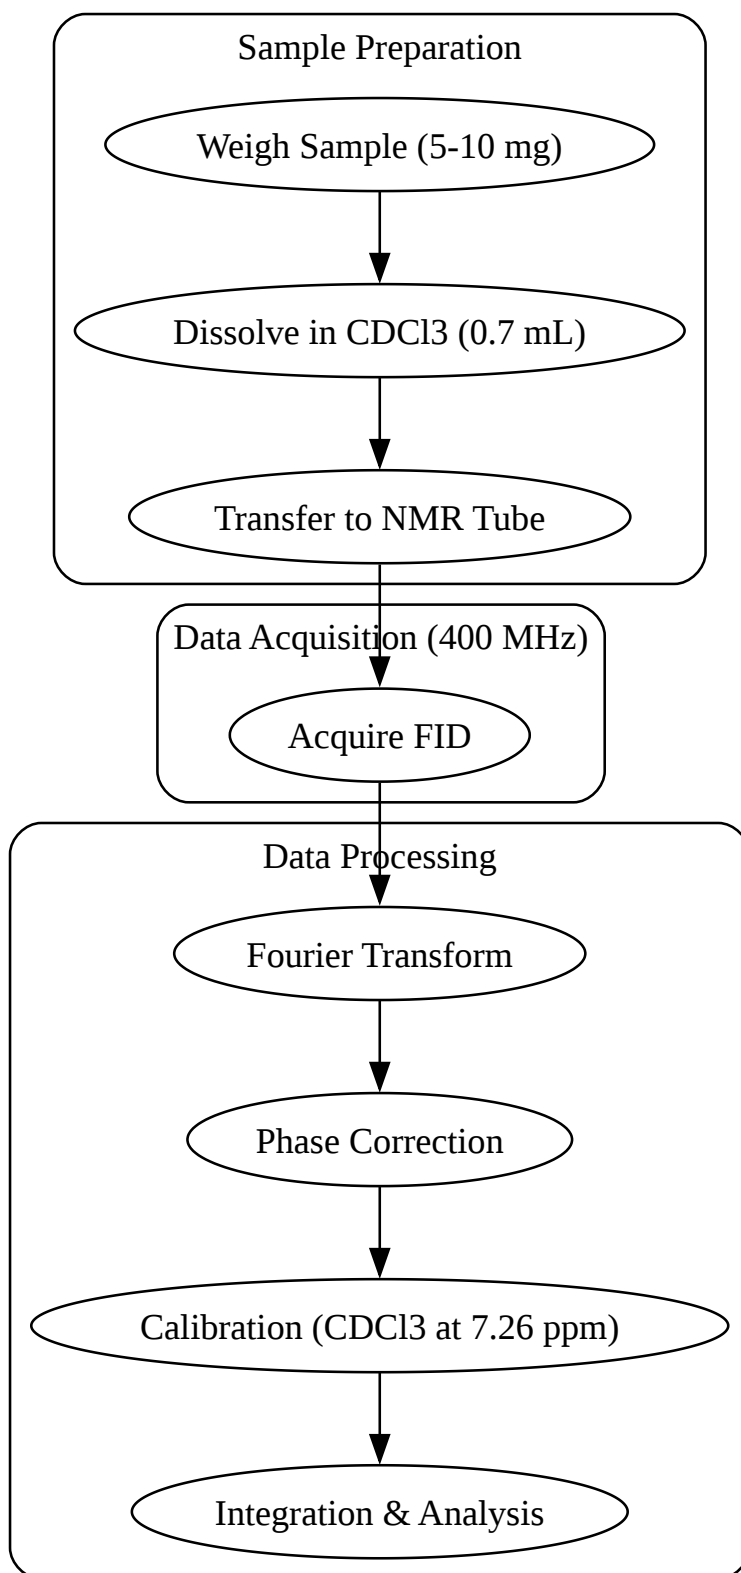 Sample Preparation
Weigh Sample (5-10 mg)
Dissolve in CDCl3 (0.7 mL)
Transfer to NMR Tube
Data Acquisition (400 MHz)
Acquire FID
Data Processing
Fourier Transform
Phase Correction
Calibration (CDCl3 at 7.26 ppm)
Integration & Analysis